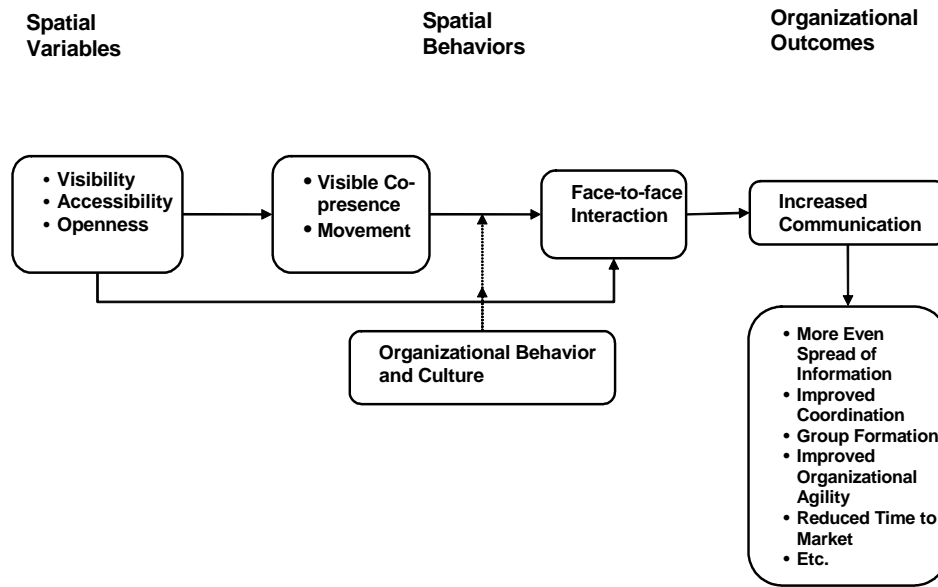 Spatial
Variables
Spatial
Behaviors
Organizational
Outcomes
• Visibility
• Accessibility
• Openness
• Visible Co-
presence
• Movement
Face-to-face
Interaction
Increased
Communication
Organizational Behavior
and Culture
• More Even
Spread of
Information
• Improved
Coordination
• Group Formation
• Improved
Organizational
Agility
• Reduced Time to
Market
• Etc.